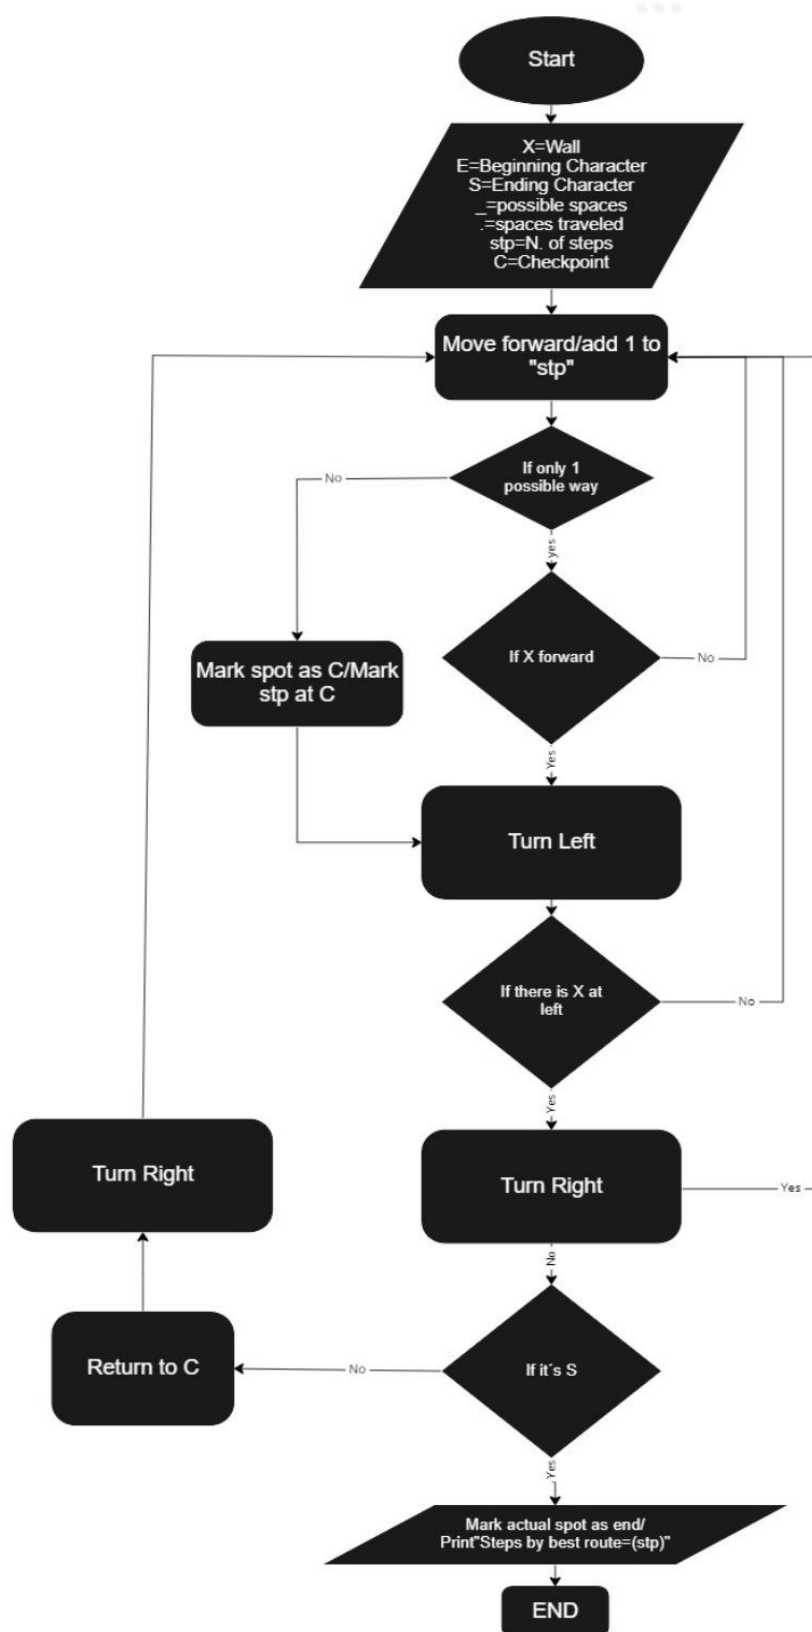 Start
X=Wall
E=Beginning Character
S=Ending Character
_=possible spaces
.=spaces traveled
stp=N. of steps
C=Checkpoint
Move forward/add 1 to
"stp"
If only 1
possible way
No
yes
If X forward
No
Mark spot as C/Mark
stp at C
Yes
Turn Left
If there is X at
left
No
Yes
Turn Right
Turn Right
Yes
No
If it´s S
Return to C
No
Yes
Mark actual spot as end/
Print"Steps by best route=(stp)"
END